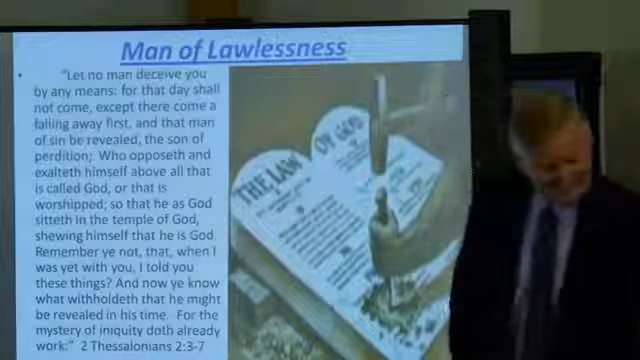 Man of Lawlessness
• "Let no man deceive you
by any means: for that day shall
not come, except there come a
falling away first, and that man
of sin be revealed, the son of
perdition; Who opposeth and
exalteth himself above all that
is called God, or that is
worshipped; so that he as God
sitteth in the temple of God,
shewing himself that he is God.
Remember ye not, that, when I
was yet with you, I told you
these things? And now ye know
what withholdeth that he might
be revealed in his time. For the
mystery of iniquity doth already
work:" 2 Thessalonians 2:3-7
THE LAW OF GOD